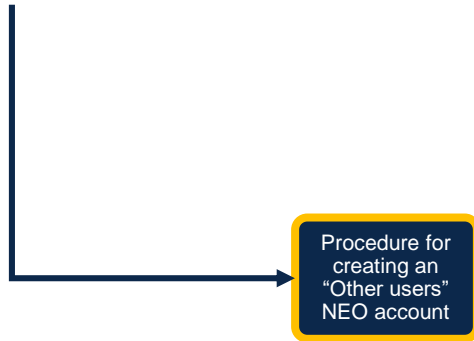 Procedure for
creating an
“Other users”
NEO account